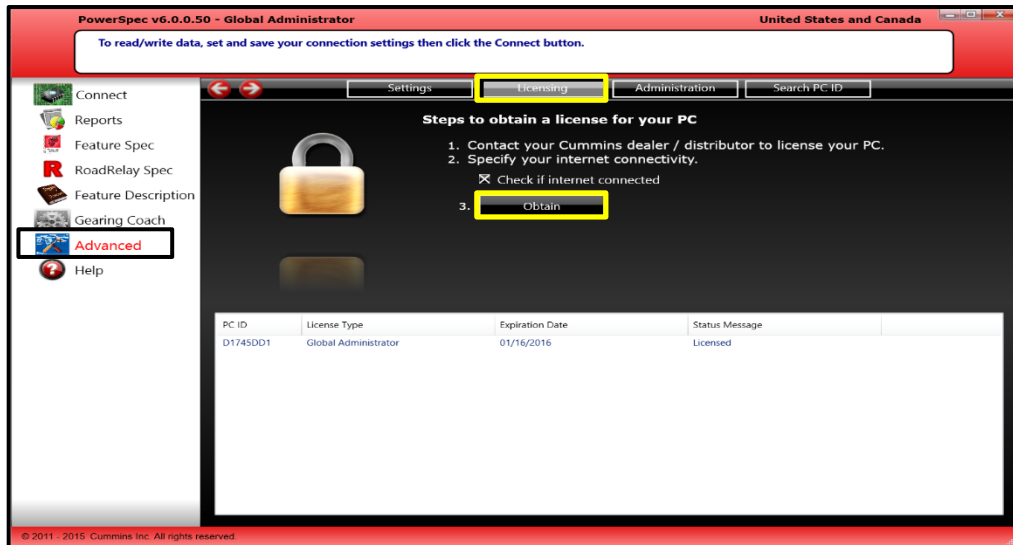 PowerSpec v6.0.0.50 - Global Administrator
United States and Canada
To read/write data, set and save your connection settings then click the Connect button.
Connect
Reports
Feature Spec
RoadRelay Spec
Feature Description
Gearing Coach
Advanced
Help
Settings
Licensing
Administration
Search PC ID
Steps to obtain a license for your PC
1. Contact your Cummins dealer / distributor to license your PC.
2. Specify your internet connectivity.
Check if internet connected
3. Obtain
PC ID License Type Expiration Date Status Message
D1745DD1 Global Administrator 01/16/2016 Licensed
© 2011 - 2015 Cummins Inc. All rights reserved.